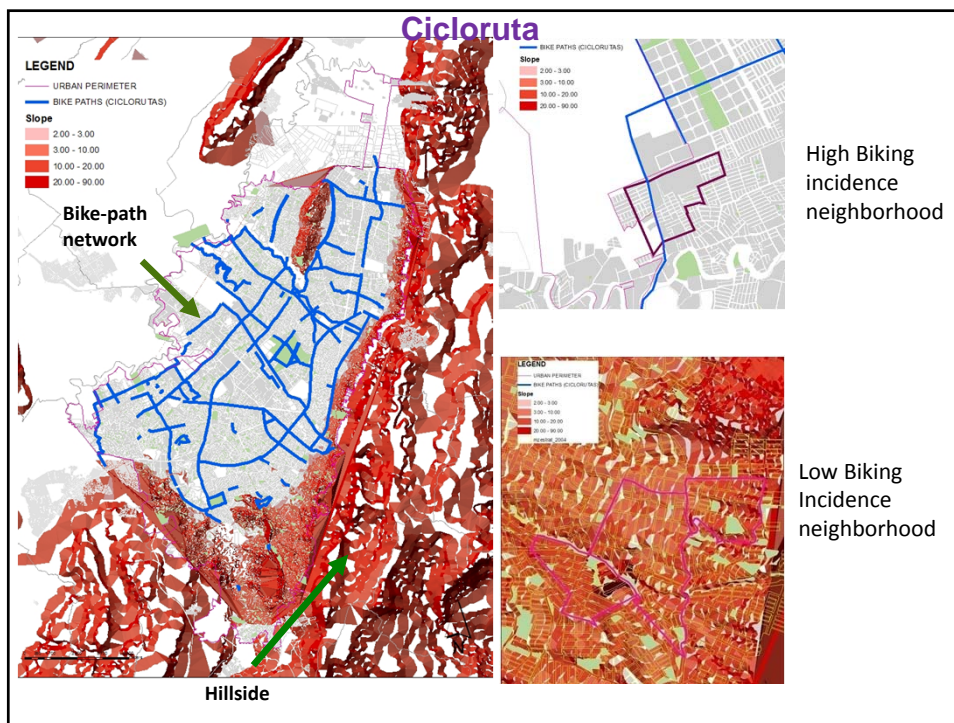 Cicloruta
LEGEND
URBAN PERIMETER
BIKE PATHS (CICLORUTAS)
Slope
2.00 - 3.00
3.00 - 10.00
10.00 - 20.00
20.00 - 90.00
Bike-path
network
Hillside
BIKE PATHS (CICLORUTAS)
Slope
2.00 - 3.00
3.00 - 10.00
10.00 - 20.00
20.00 - 90.00
High Biking
incidence
neighborhood
LEGEND
URBAN PERIMETER
BIKE PATHS (CICLORUTAS)
Slope
2.00 - 3.00
3.00 - 10.00
10.00 - 20.00
20.00 - 90.00
Low Biking
Incidence
neighborhood